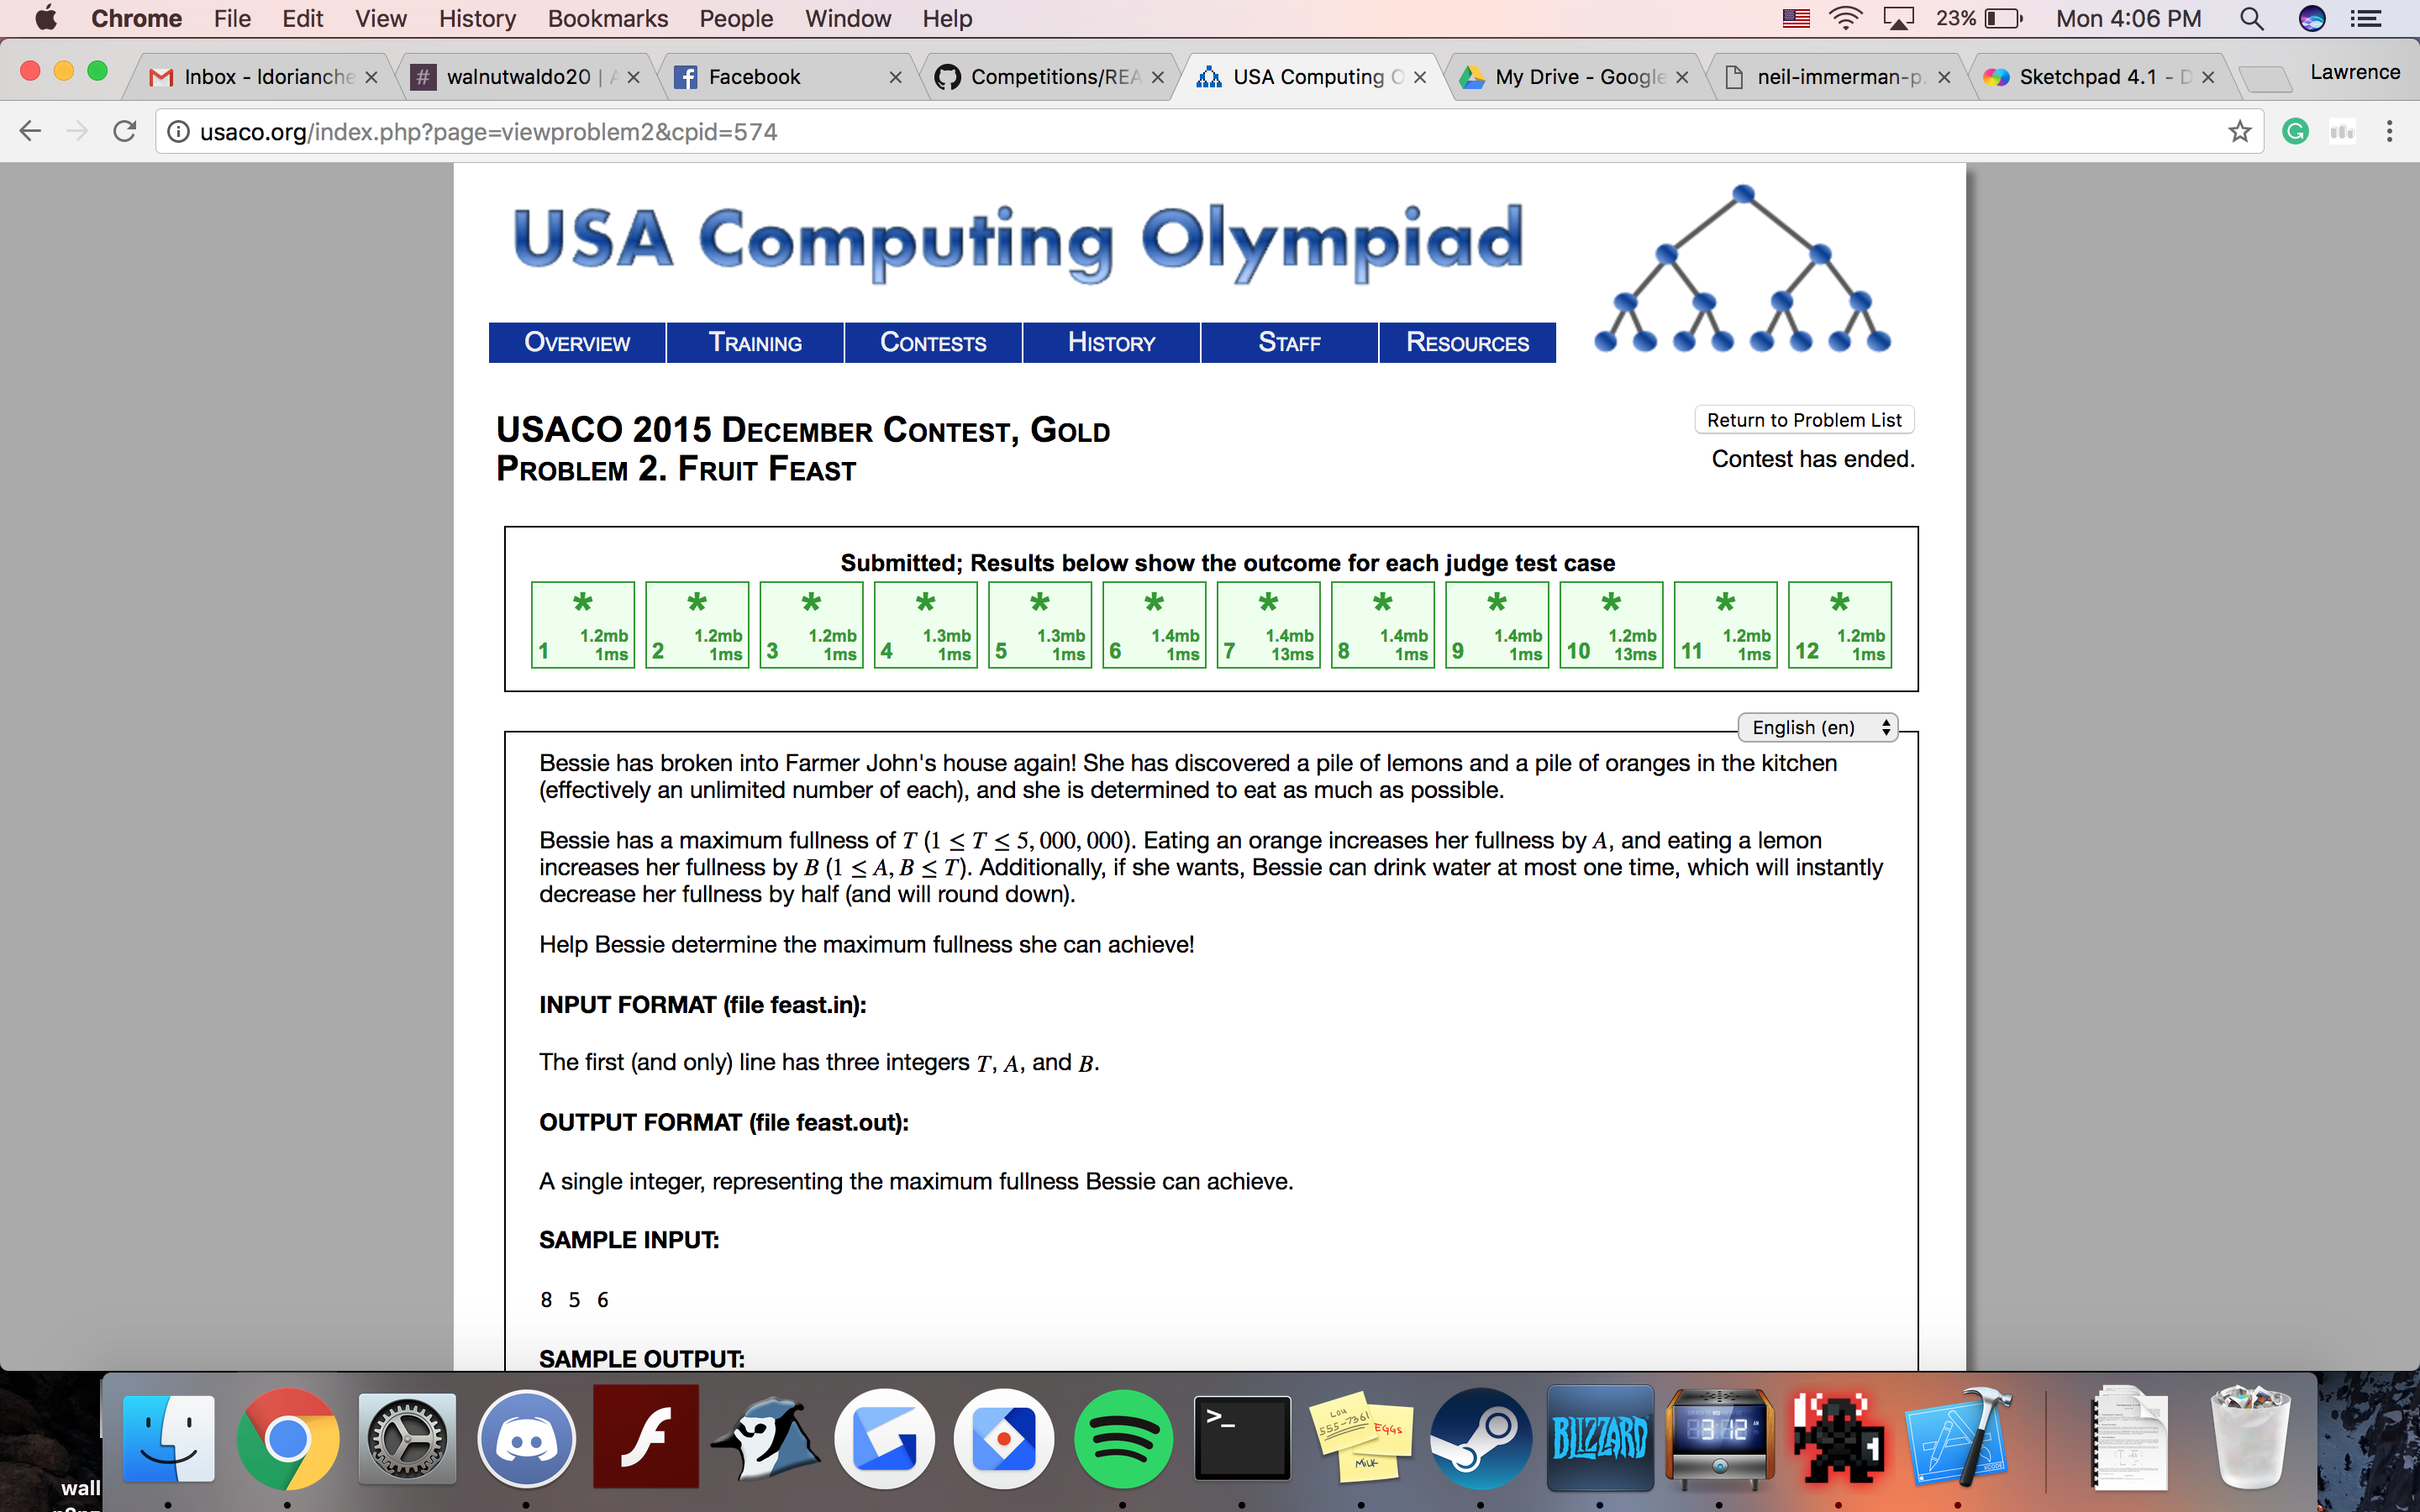 Chrome File Edit View History Bookmarks People Window Help 23% Mon 4:06 PM
Inbox - ldorianche walnutwaldo20 | Facebook Competitions/REA USA Computing O My Drive - Google neil-immerman-p. Sketchpad 4.1 - D Lawrence
usaco.org/index.php?page=viewproblem2&cpid=574
USA Computing Olympiad
OVERVIEW TRAINING CONTESTS HISTORY STAFF RESOURCES
USACO 2015 DECEMBER CONTEST, GOLD
PROBLEM 2. FRUIT FEAST
Return to Problem List
Contest has ended.
Submitted; Results below show the outcome for each judge test case
* * * * * * * * * * * *
1.2mb 1.2mb 1.2mb 1.3mb 1.3mb 1.4mb 1.4mb 1.4mb 1.4mb 1.2mb 1.2mb 1.2mb
1 1ms 2 1ms 3 1ms 4 1ms 5 1ms 6 1ms 7 13ms 8 1ms 9 1ms 10 13ms 11 1ms 12 1ms
English (en)
Bessie has broken into Farmer John's house again! She has discovered a pile of lemons and a pile of oranges in the kitchen
(effectively an unlimited number of each), and she is determined to eat as much as possible.
Bessie has a maximum fullness of T (1 ≤ T ≤ 5,000,000). Eating an orange increases her fullness by A, and eating a lemon
increases her fullness by B (1 ≤ A, B ≤ T). Additionally, if she wants, Bessie can drink water at most one time, which will instantly
decrease her fullness by half (and will round down).
Help Bessie determine the maximum fullness she can achieve!
INPUT FORMAT (file feast.in):
The first (and only) line has three integers T, A, and B.
OUTPUT FORMAT (file feast.out):
A single integer, representing the maximum fullness Bessie can achieve.
SAMPLE INPUT:
8 5 6
SAMPLE OUTPUT:
LOU
555-7361
EGGS
MILK
BLIZZARD
3:12
XCODE
wall